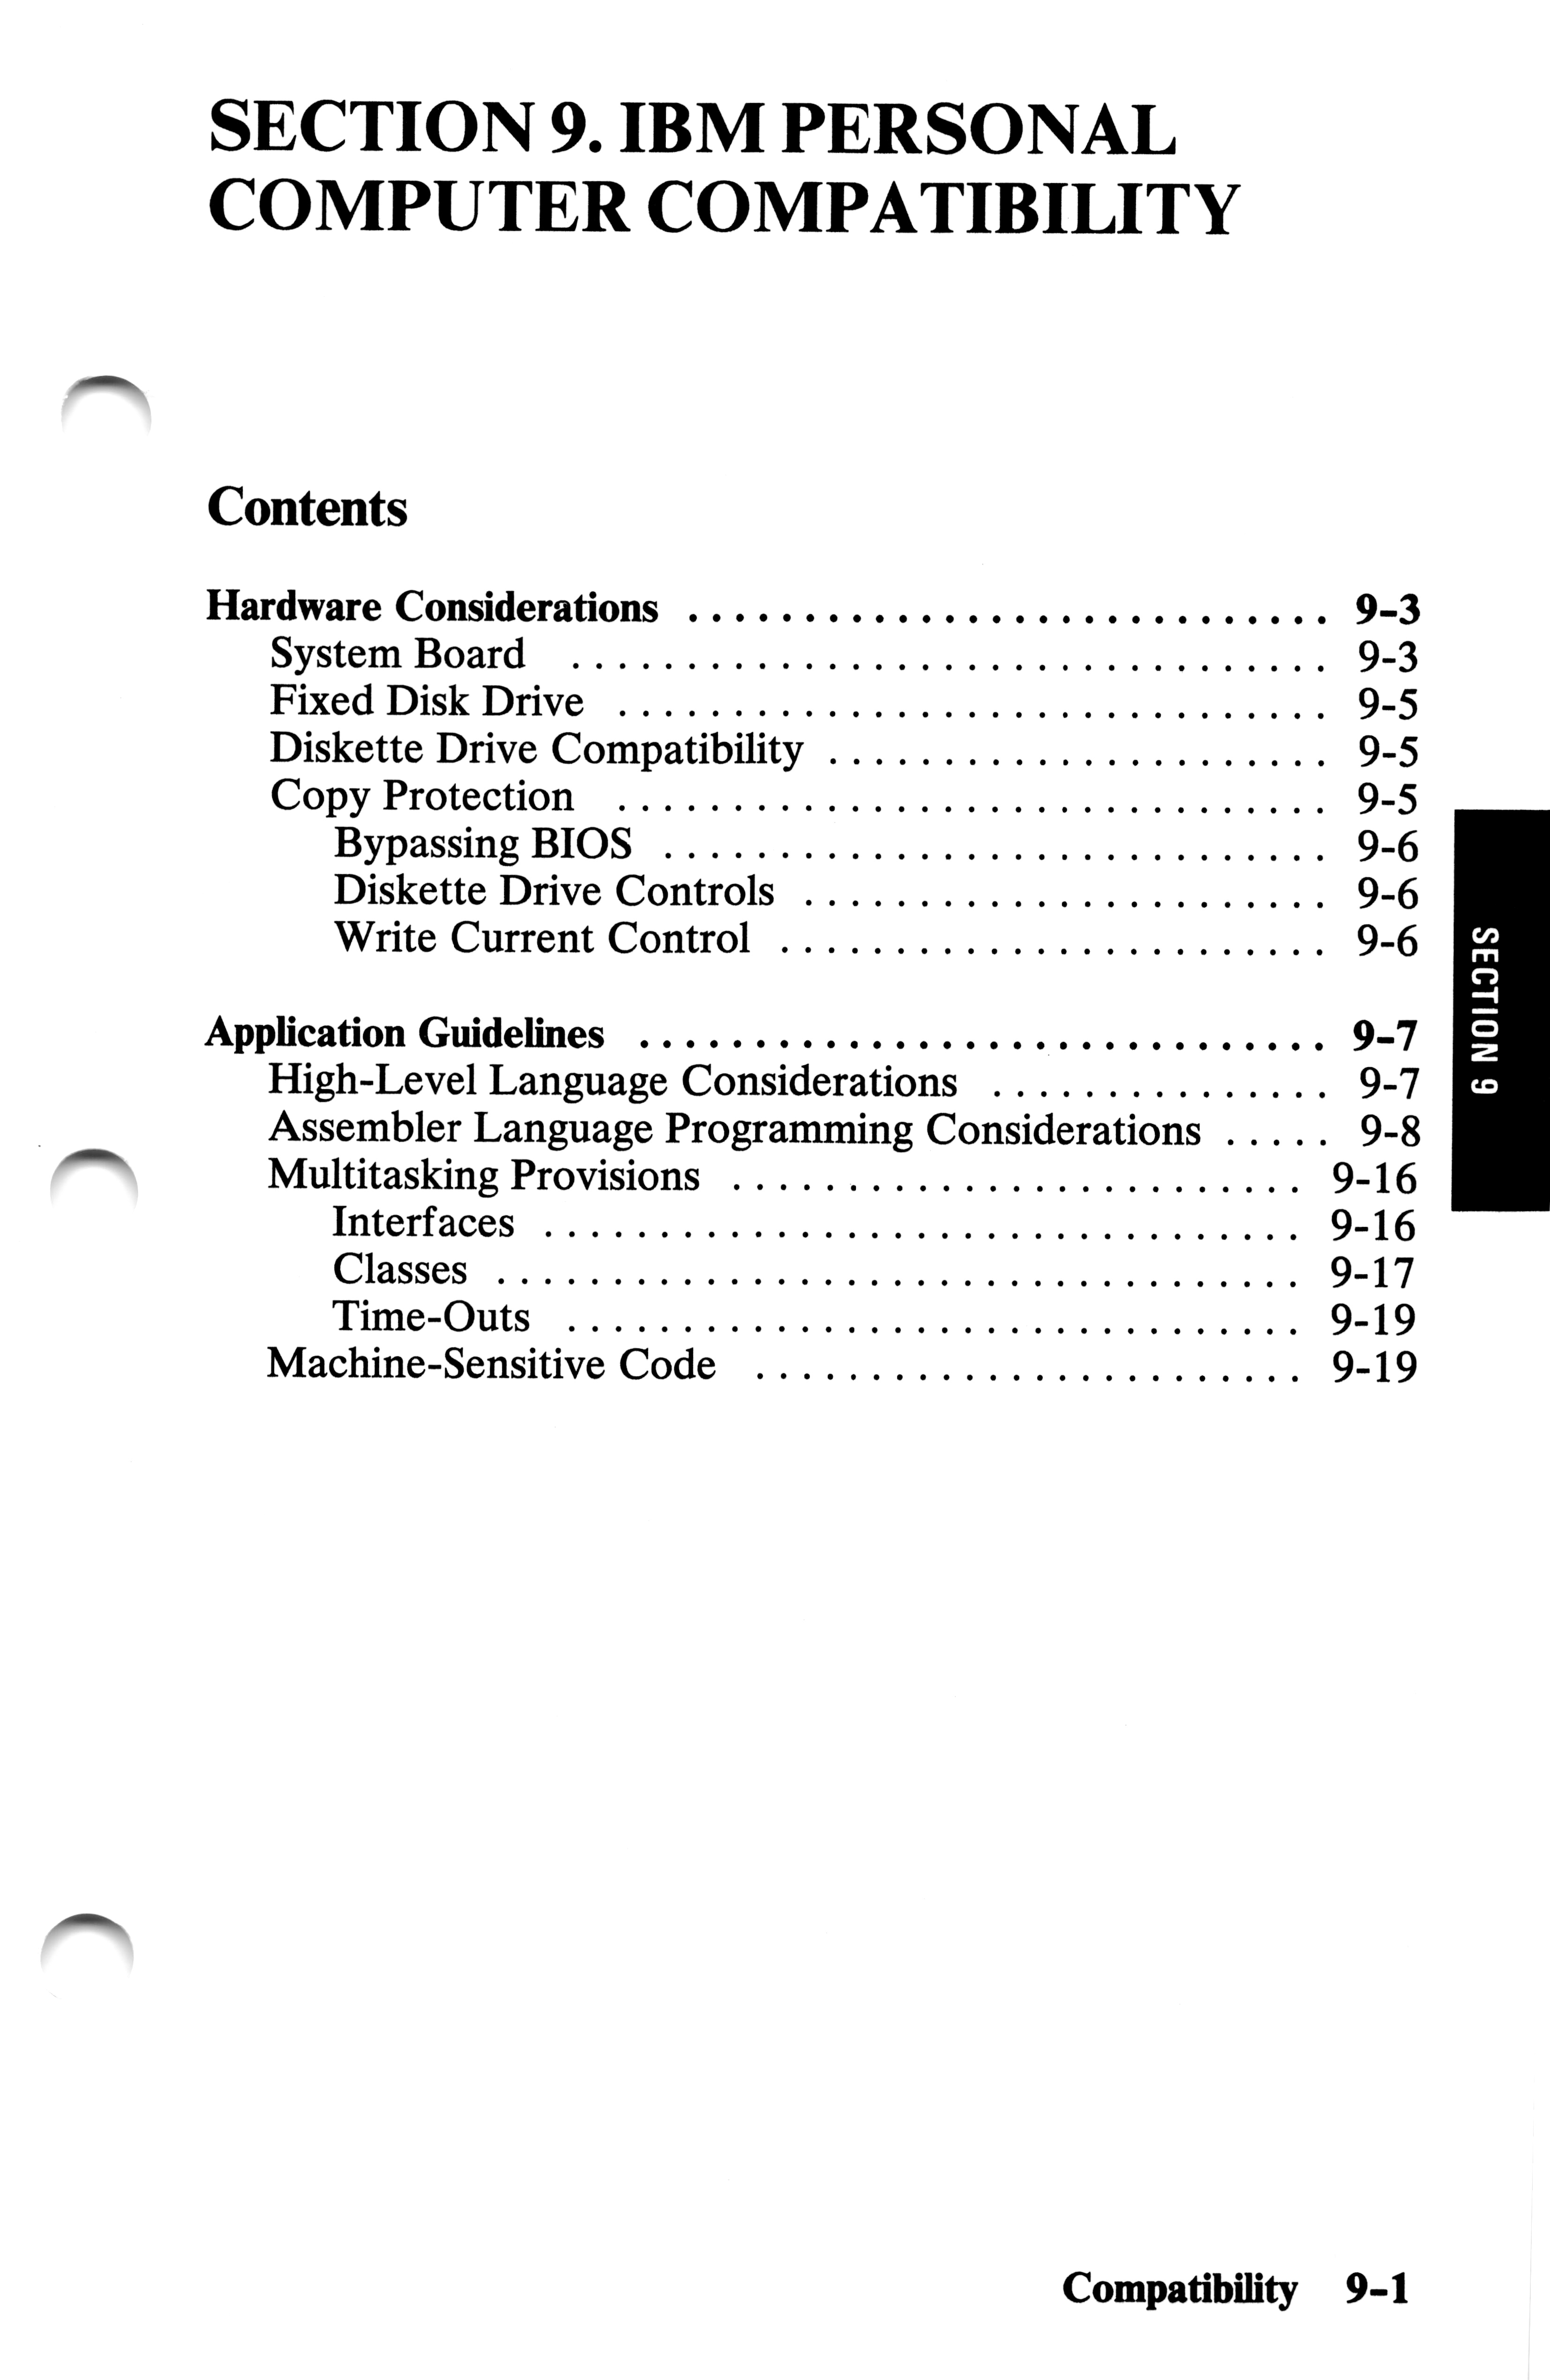 SECTION 9. IBM PERSONAL
COMPUTER COMPATIBILITY
Contents
Hardware Considerations . . . . . . . . . . . . . . . . . . . . . . . . . . . . 9-3
System Board . . . . . . . . . . . . . . . . . . . . . . . . . . . . . . . . . 9-3
Fixed Disk Drive . . . . . . . . . . . . . . . . . . . . . . . . . . . . . . . 9-5
Diskette Drive Compatibility . . . . . . . . . . . . . . . . . . . . . . 9-5
Copy Protection . . . . . . . . . . . . . . . . . . . . . . . . . . . . . . . 9-5
Bypassing BIOS . . . . . . . . . . . . . . . . . . . . . . . . . . . . . 9-6
Diskette Drive Controls . . . . . . . . . . . . . . . . . . . . . . . 9-6
Write Current Control . . . . . . . . . . . . . . . . . . . . . . . . 9-6
Application Guidelines . . . . . . . . . . . . . . . . . . . . . . . . . . . . . . 9-7
High-Level Language Considerations . . . . . . . . . . . . . . . 9-7
Assembler Language Programming Considerations . . . . . 9-8
Multitasking Provisions . . . . . . . . . . . . . . . . . . . . . . . . . 9-16
Interfaces . . . . . . . . . . . . . . . . . . . . . . . . . . . . . . . . . 9-16
Classes . . . . . . . . . . . . . . . . . . . . . . . . . . . . . . . . . . . 9-17
Time-Outs . . . . . . . . . . . . . . . . . . . . . . . . . . . . . . . . 9-19
Machine-Sensitive Code . . . . . . . . . . . . . . . . . . . . . . . . 9-19
SECTION 9
Compatibility 9-1